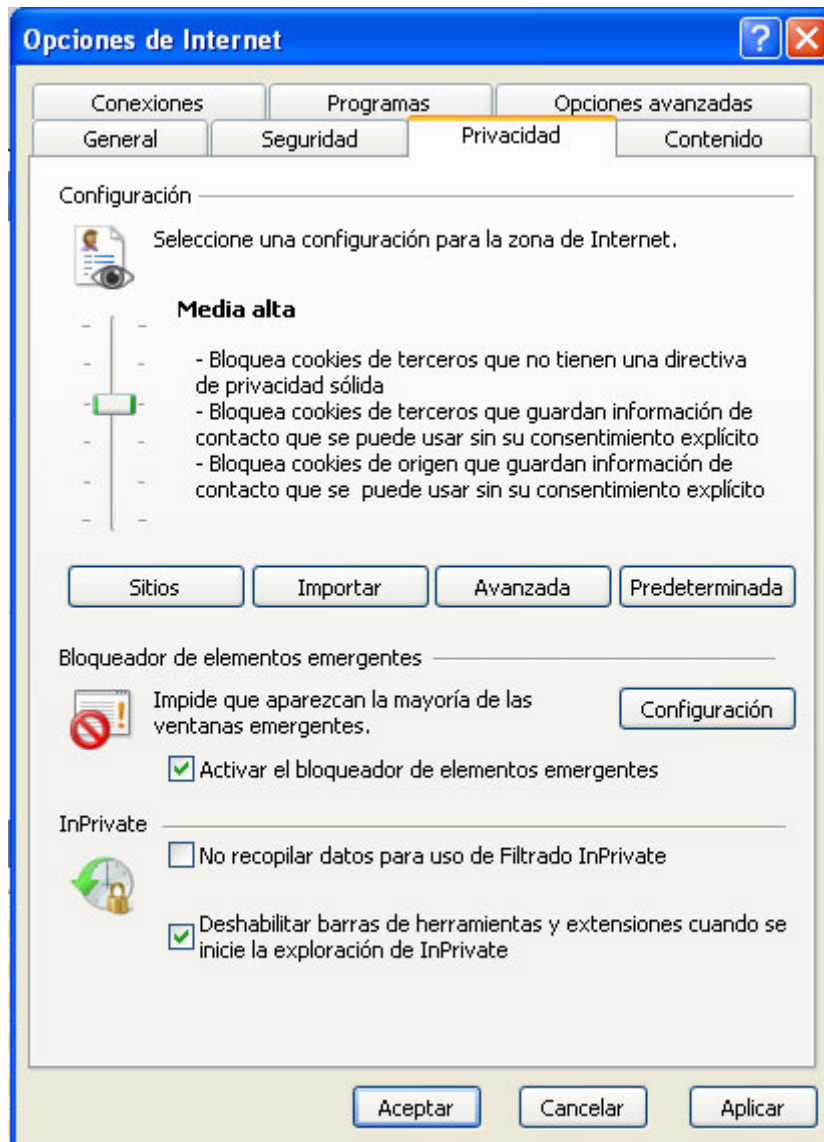 Opciones de Internet
?
Conexiones
Programas
Opciones avanzadas
General
Seguridad
Privacidad
Contenido
Configuración
Seleccione una configuración para la zona de Internet.
Media alta
- Bloquea cookies de terceros que no tienen una directiva
de privacidad sólida
- Bloquea cookies de terceros que guardan información de
contacto que se puede usar sin su consentimiento explícito
- Bloquea cookies de origen que guardan información de
contacto que se puede usar sin su consentimiento explícito
Sitios
Importar
Avanzada
Predeterminada
Bloqueador de elementos emergentes
Impide que aparezcan la mayoría de las
ventanas emergentes.
Configuración
Activar el bloqueador de elementos emergentes
InPrivate
No recopilar datos para uso de Filtrado InPrivate
Deshabilitar barras de herramientas y extensiones cuando se
inicie la exploración de InPrivate
Aceptar
Cancelar
Aplicar